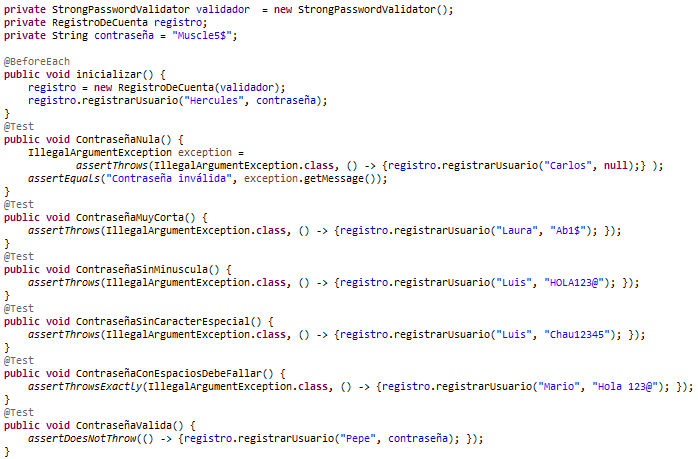 private StrongPasswordValidator validador  = new StrongPasswordValidator();
private RegistroDeCuenta registro;
private String contraseña = "Muscle5$";

@BeforeEach
public void inicializar() {
    registro = new RegistroDeCuenta(validador);
    registro.registrarUsuario("Hercules", contraseña);
}
@Test
public void ContraseñaNula() {
    IllegalArgumentException exception =
            assertThrows(IllegalArgumentException.class, () -> {registro.registrarUsuario("Carlos", null);} );
    assertEquals("Contraseña inválida", exception.getMessage());
}
@Test
public void ContraseñaMuyCorta() {
    assertThrows(IllegalArgumentException.class, () -> {registro.registrarUsuario("Laura", "Ab1$"); });
}
@Test
public void ContraseñaSinMinuscula() {
    assertThrows(IllegalArgumentException.class, () -> {registro.registrarUsuario("Luis", "HOLA123@"); });
}
@Test
public void ContraseñaSinCaracterEspecial() {
    assertThrows(IllegalArgumentException.class, () -> {registro.registrarUsuario("Luis", "Chau12345"); });
}
@Test
public void ContraseñaConEspaciosDebeFallar() {
    assertThrowsExactly(IllegalArgumentException.class, () -> {registro.registrarUsuario("Mario", "Hola 123@"); });
}
@Test
public void ContraseñaValida() {
    assertDoesNotThrow(() -> {registro.registrarUsuario("Pepe", contraseña); });
}